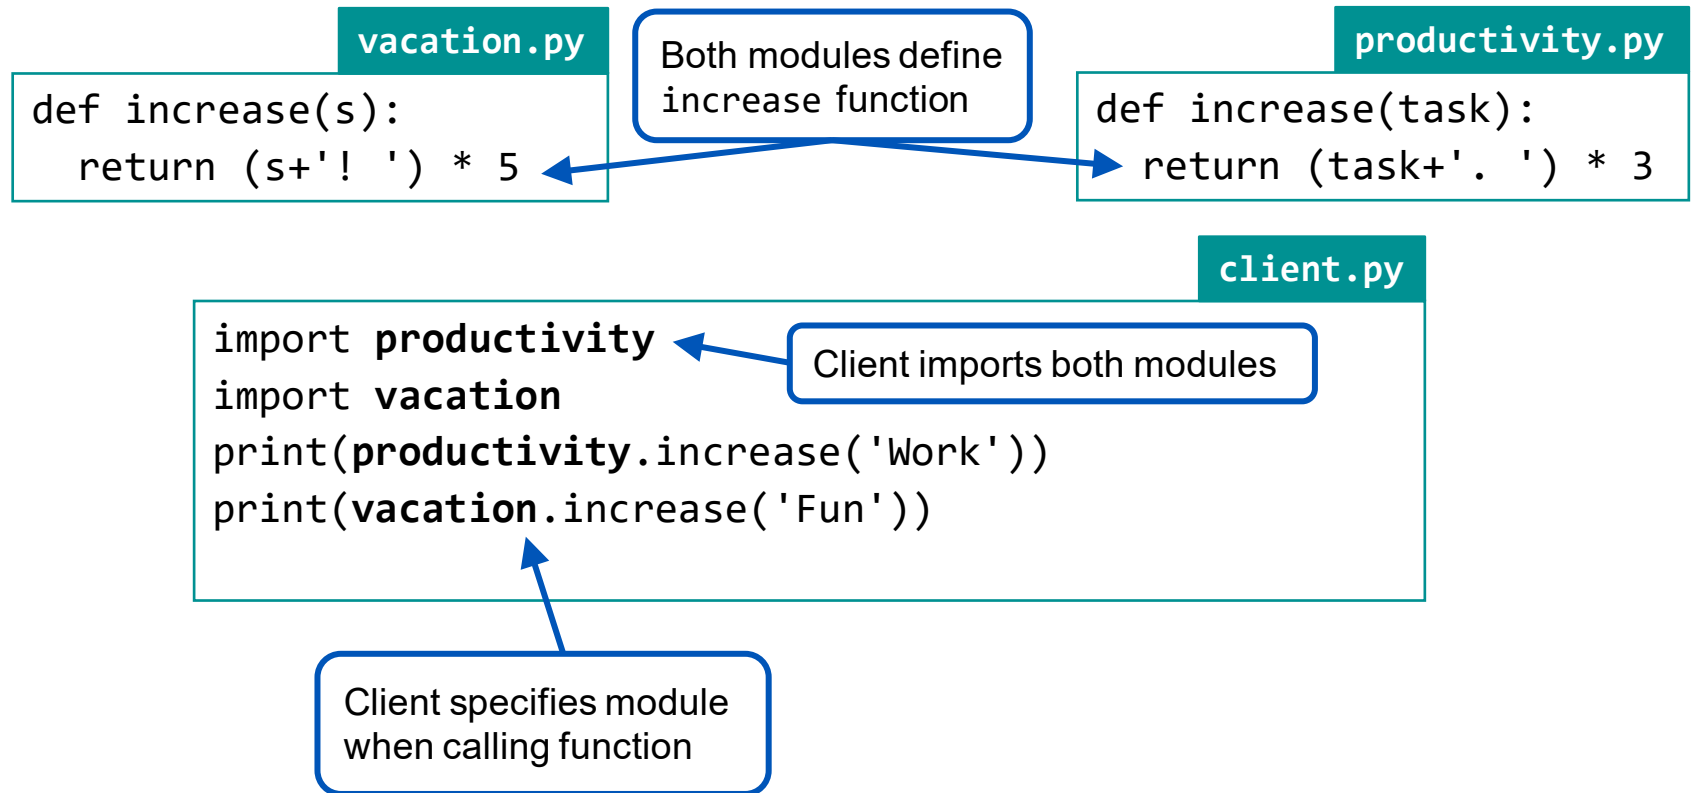 vacation.py
def increase(s):
  return (s+'! ') * 5
Both modules define
increase function
productivity.py
def increase(task):
  return (task+'. ') * 3
client.py
import productivity
import vacation
print(productivity.increase('Work'))
print(vacation.increase('Fun'))
Client imports both modules
Client specifies module
when calling function